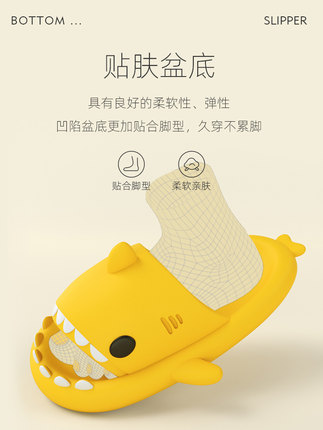 BOTTOM ... SLIPPER
贴肤盆底
具有良好的柔软性、弹性
凹陷盆底更加贴合脚型，久穿不累脚
贴合脚型 柔软亲肤